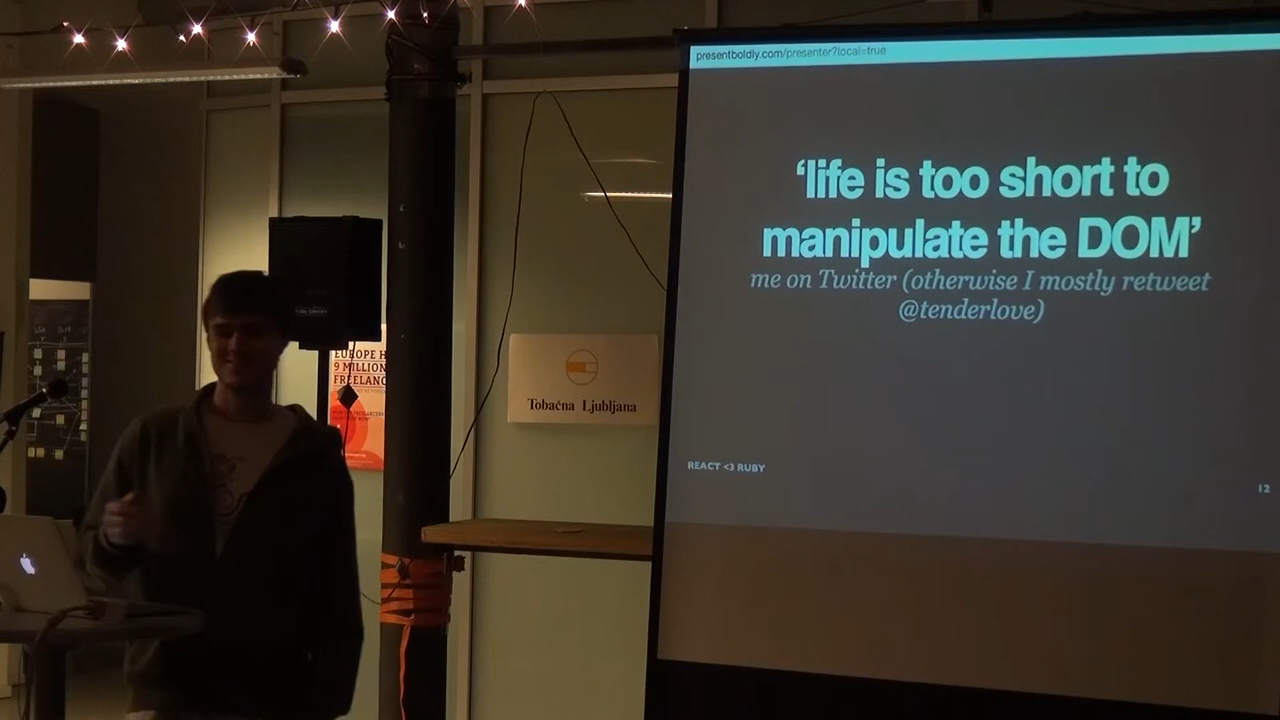 presentboldly.com/presenter?local=true
‘life is too short to
manipulate the DOM’
me on Twitter (otherwise I mostly retweet
@tenderlove)
REACT <3 RUBY
12
Tobačna Ljubljana
EUROPE H
9 MILLION
FREELANC